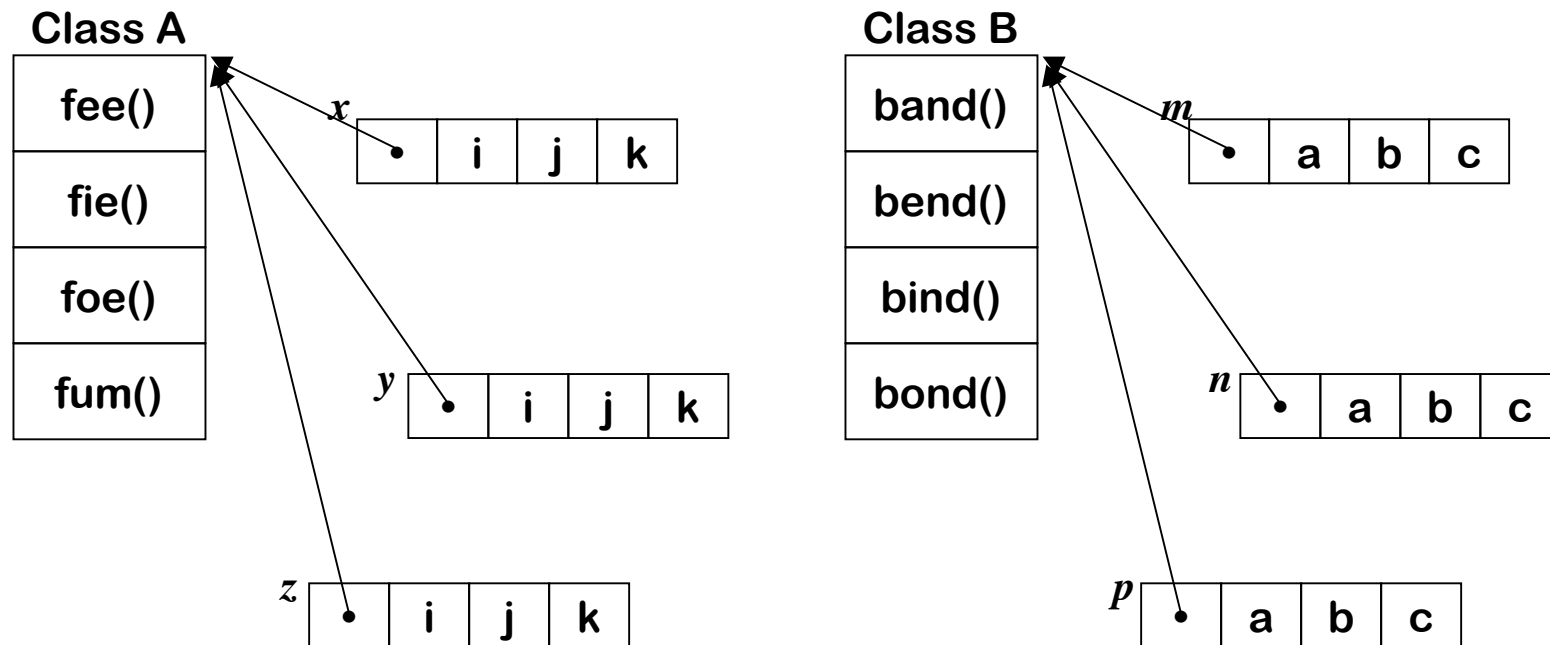 Class A
fee()
fie()
foe()
fum()
x
i j k
y
i j k
z
i j k
Class B
band()
bend()
bind()
bond()
m
a b c
n
a b c
p
a b c